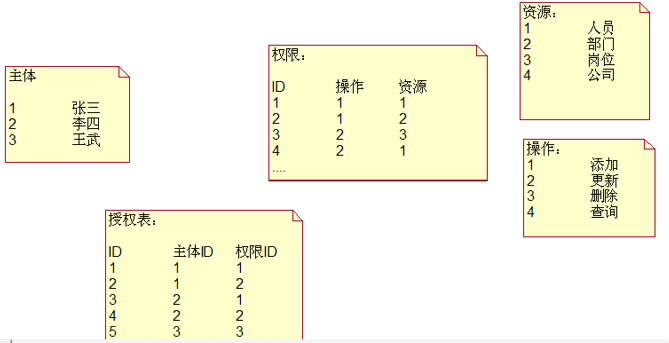 主体
1 张三
2 李四
3 王武
权限：
ID 操作 资源
1 1 1
2 1 2
3 2 3
4 2 1
....
资源：
1 人员
2 部门
3 岗位
4 公司
操作：
1 添加
2 更新
3 删除
4 查询
授权表：
ID 主体ID 权限ID
1 1 1
2 1 2
3 2 1
4 2 2
5 3 3